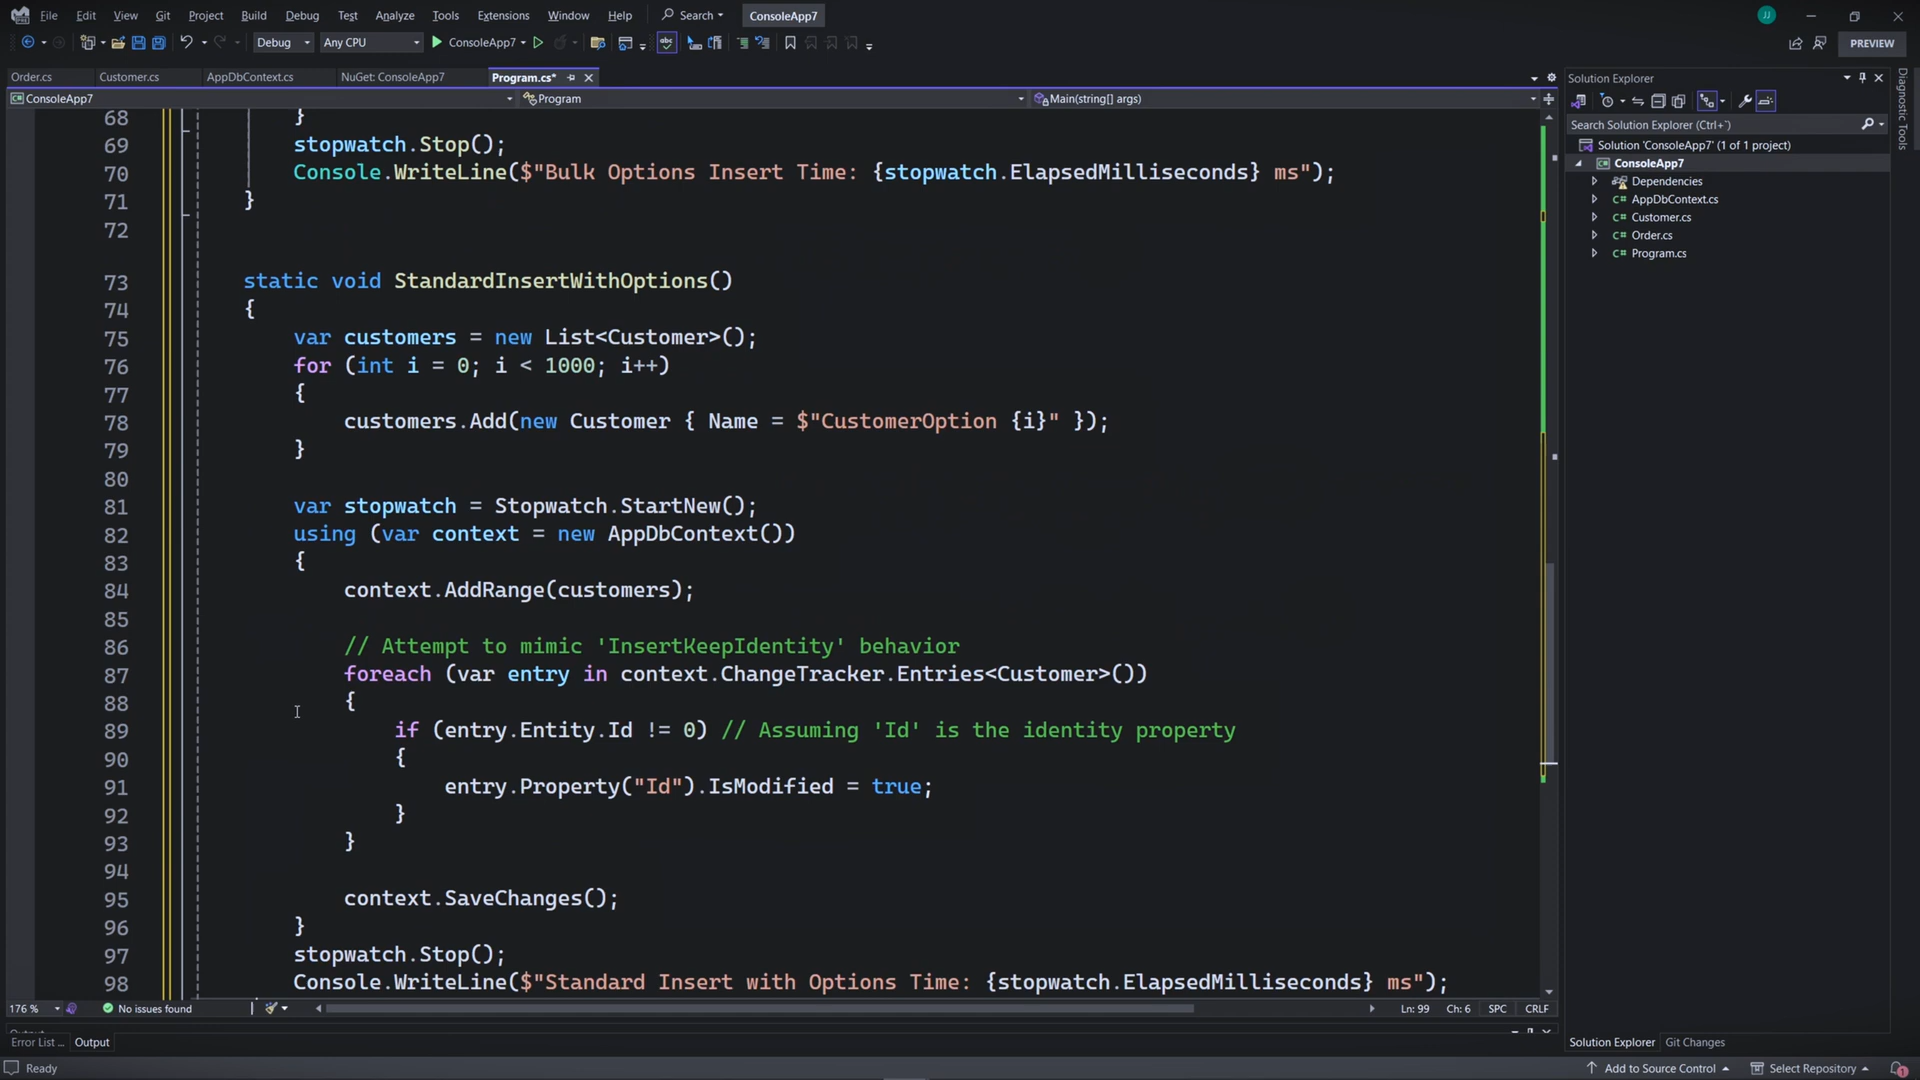 File Edit View Git Project Build Debug Test Analyze Tools Extensions Window Help Search ConsoleApp7 JJ
Debug Any CPU ConsoleApp7 PREVIEW
Order.cs Customer.cs AppDbContext.cs NuGet: ConsoleApp7 Program.cs*
ConsoleApp7 Program Main(string[] args)
68 }
69 stopwatch.Stop();
70 Console.WriteLine($"Bulk Options Insert Time: {stopwatch.ElapsedMilliseconds} ms");
71 }
72
73 static void StandardInsertWithOptions()
74 {
75 var customers = new List<Customer>();
76 for (int i = 0; i < 1000; i++)
77 {
78 customers.Add(new Customer { Name = $"CustomerOption {i}" });
79 }
80
81 var stopwatch = Stopwatch.StartNew();
82 using (var context = new AppDbContext())
83 {
84 context.AddRange(customers);
85
86 // Attempt to mimic 'InsertKeepIdentity' behavior
87 foreach (var entry in context.ChangeTracker.Entries<Customer>())
88 {
89 if (entry.Entity.Id != 0) // Assuming 'Id' is the identity property
90 {
91 entry.Property("Id").IsModified = true;
92 }
93 }
94
95 context.SaveChanges();
96 }
97 stopwatch.Stop();
98 Console.WriteLine($"Standard Insert with Options Time: {stopwatch.ElapsedMilliseconds} ms");
176 % No issues found Ln: 99 Ch: 6 SPC CRLF
Error List ... Output
Solution Explorer
Search Solution Explorer (Ctrl+¨)
Solution 'ConsoleApp7' (1 of 1 project)
ConsoleApp7
Dependencies
C# AppDbContext.cs
C# Customer.cs
C# Order.cs
C# Program.cs
Solution Explorer Git Changes
Diagnostic Tools
Ready Add to Source Control Select Repository 1